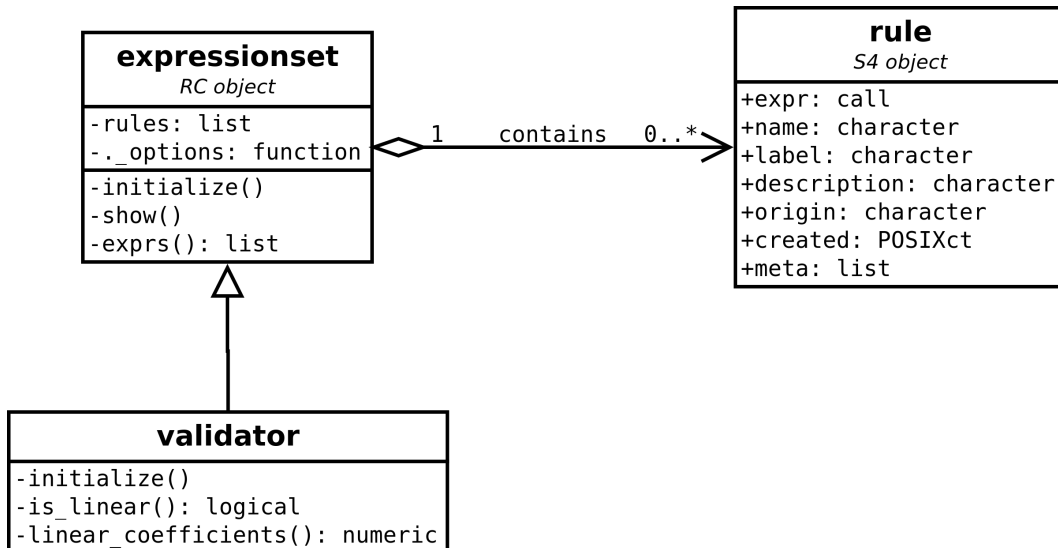 expressionset
RC object
-rules: list
-._options: function
-initialize()
-show()
-exprs(): list
1 contains 0..*
rule
S4 object
+expr: call
+name: character
+label: character
+description: character
+origin: character
+created: POSIXct
+meta: list
validator
-initialize()
-is_linear(): logical
-linear_coefficients(): numeric